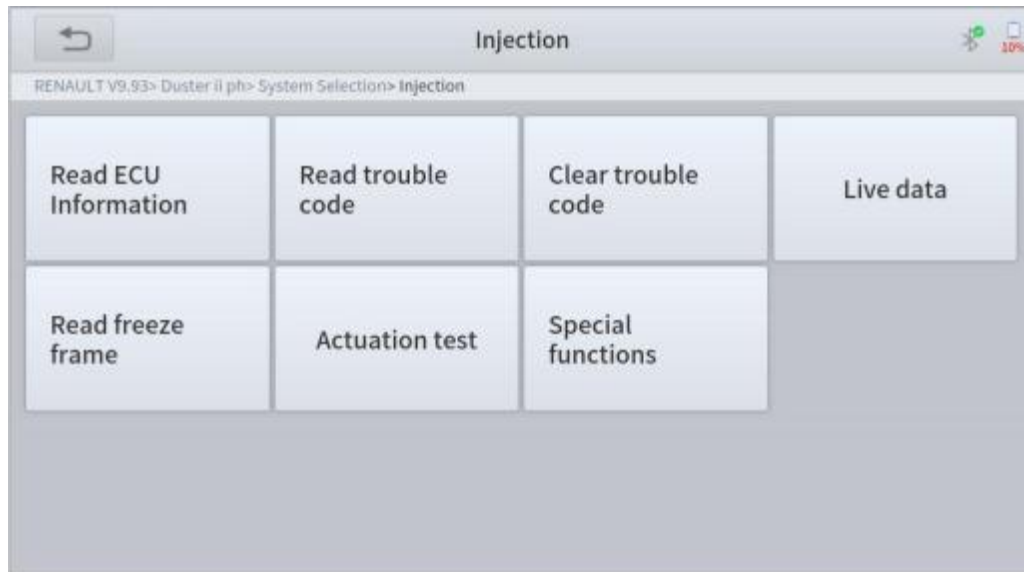 Injection
10%
RENAULT V9.93> Duster ii ph> System Selection> Injection
Read ECU
Information
Read trouble
code
Clear trouble
code
Live data
Read freeze
frame
Actuation test
Special
functions